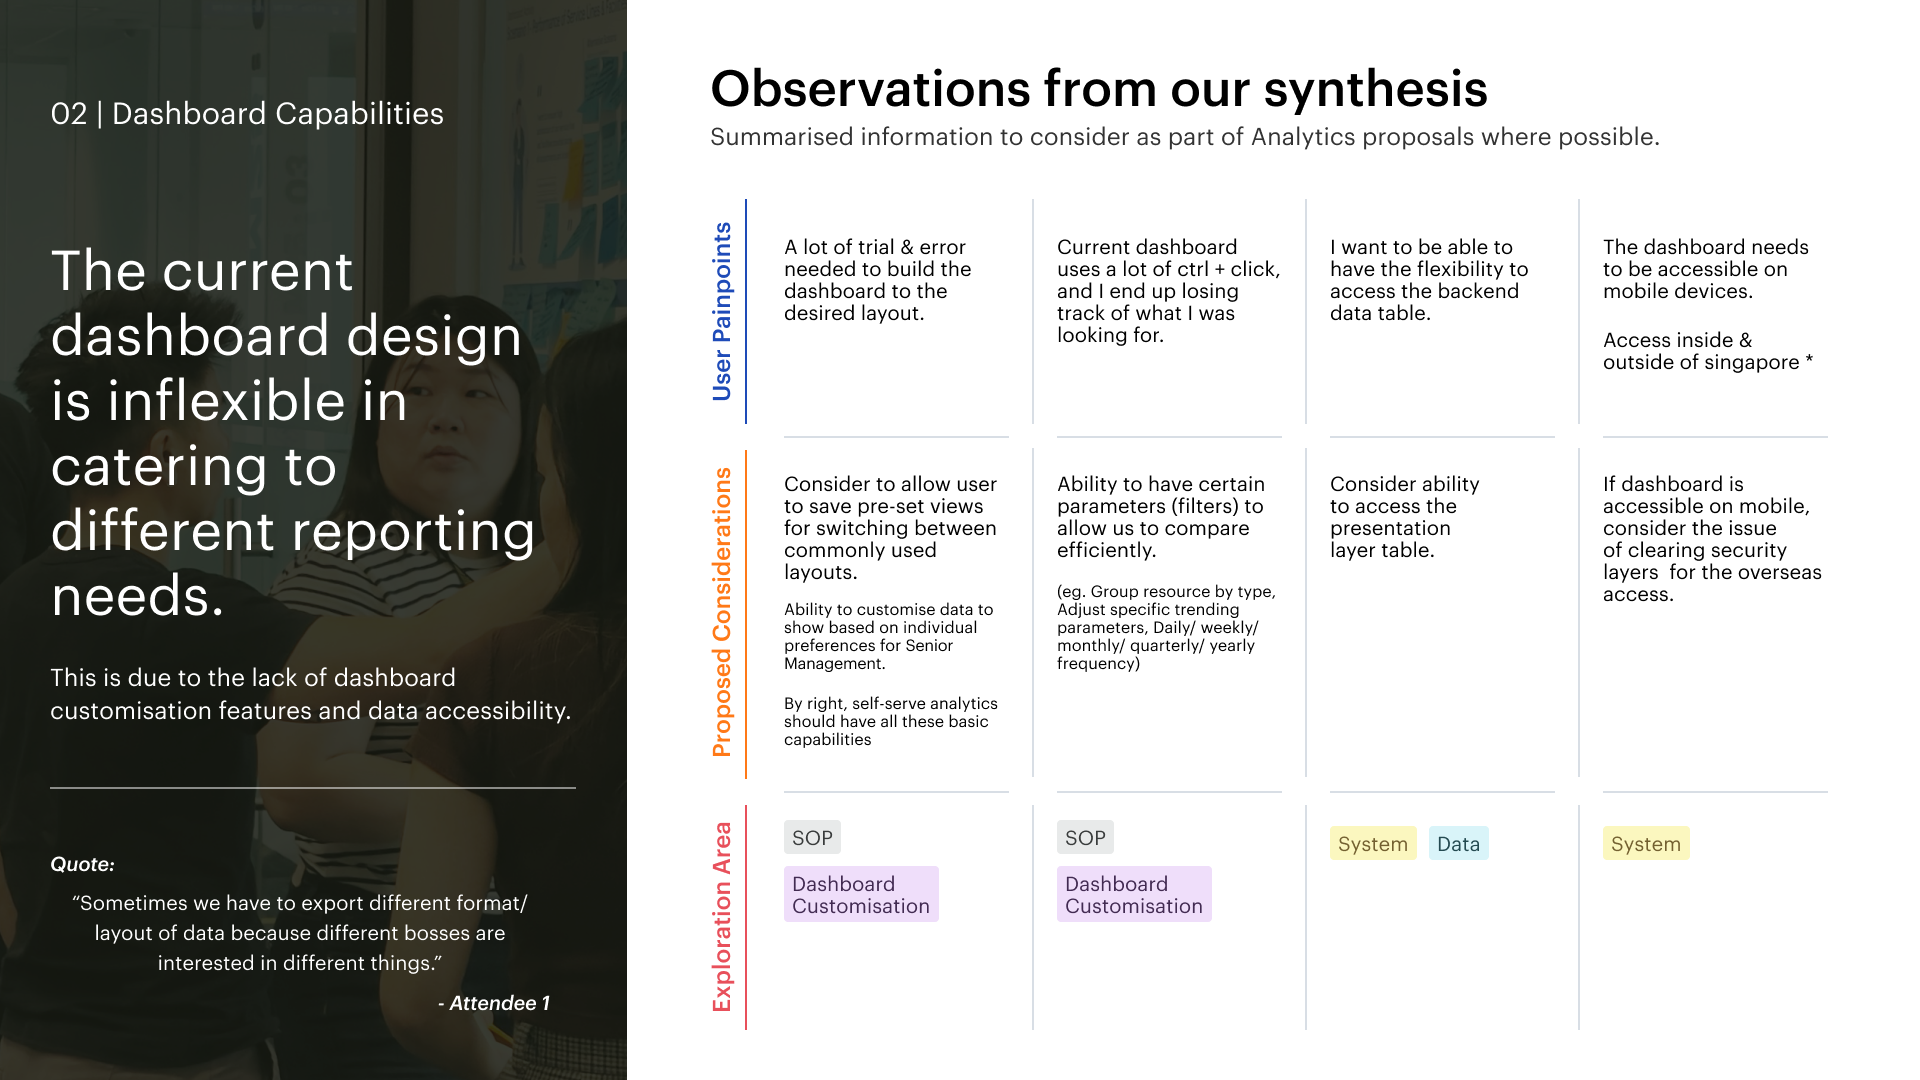 02 | Dashboard Capabilities
The current
dashboard design
is inflexible in
catering to
different reporting
needs.
This is due to the lack of dashboard
customisation features and data accessibility.
Quote:
“Sometimes we have to export different format/
layout of data because different bosses are
interested in different things.”
- Attendee 1
Observations from our synthesis
Summarised information to consider as part of Analytics proposals where possible.
User Painpoints
A lot of trial & error
needed to build the
dashboard to the
desired layout.
Current dashboard
uses a lot of ctrl + click,
and I end up losing
track of what I was
looking for.
I want to be able to
have the flexibility to
access the backend
data table.
The dashboard needs
to be accessible on
mobile devices.
Access inside &
outside of singapore *
Proposed Considerations
Consider to allow user
to save pre-set views
for switching between
commonly used
layouts.
Ability to customise data to
show based on individual
preferences for Senior
Management.
By right, self-serve analytics
should have all these basic
capabilities
Ability to have certain
parameters (filters) to
allow us to compare
efficiently.
(eg. Group resource by type,
Adjust specific trending
parameters, Daily/ weekly/
monthly/ quarterly/ yearly
frequency)
Consider ability
to access the
presentation
layer table.
If dashboard is
accessible on mobile,
consider the issue
of clearing security
layers  for the overseas
access.
Exploration Area
SOP
Dashboard
Customisation
SOP
Dashboard
Customisation
System
Data
System